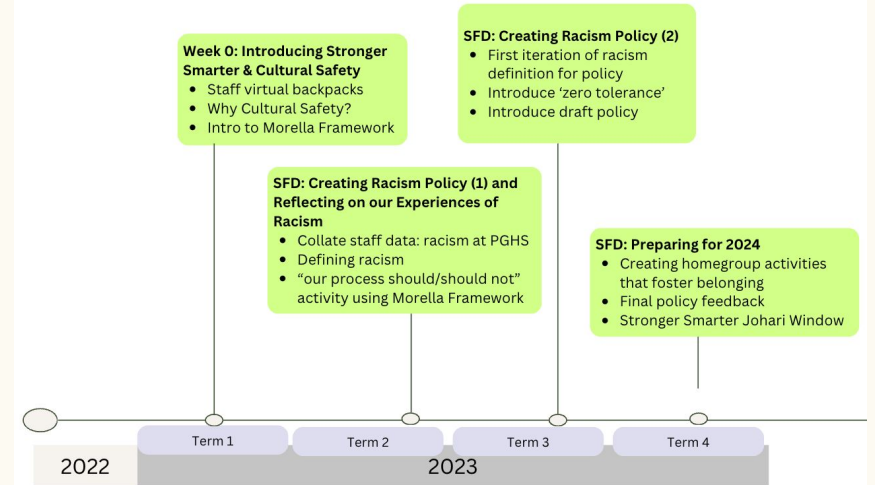 Week 0: Introducing Stronger
Smarter & Cultural Safety
• Staff virtual backpacks
• Why Cultural Safety?
• Intro to Morella Framework
SFD: Creating Racism Policy (2)
• First iteration of racism
definition for policy
• Introduce ‘zero tolerance’
• Introduce draft policy
SFD: Creating Racism Policy (1) and
Reflecting on our Experiences of
Racism
• Collate staff data: racism at PGHS
• Defining racism
• “our process should/should not”
activity using Morella Framework
SFD: Preparing for 2024
• Creating homegroup activities
that foster belonging
• Final policy feedback
• Stronger Smarter Johari Window
Term 1
Term 2
Term 3
Term 4
2022
2023